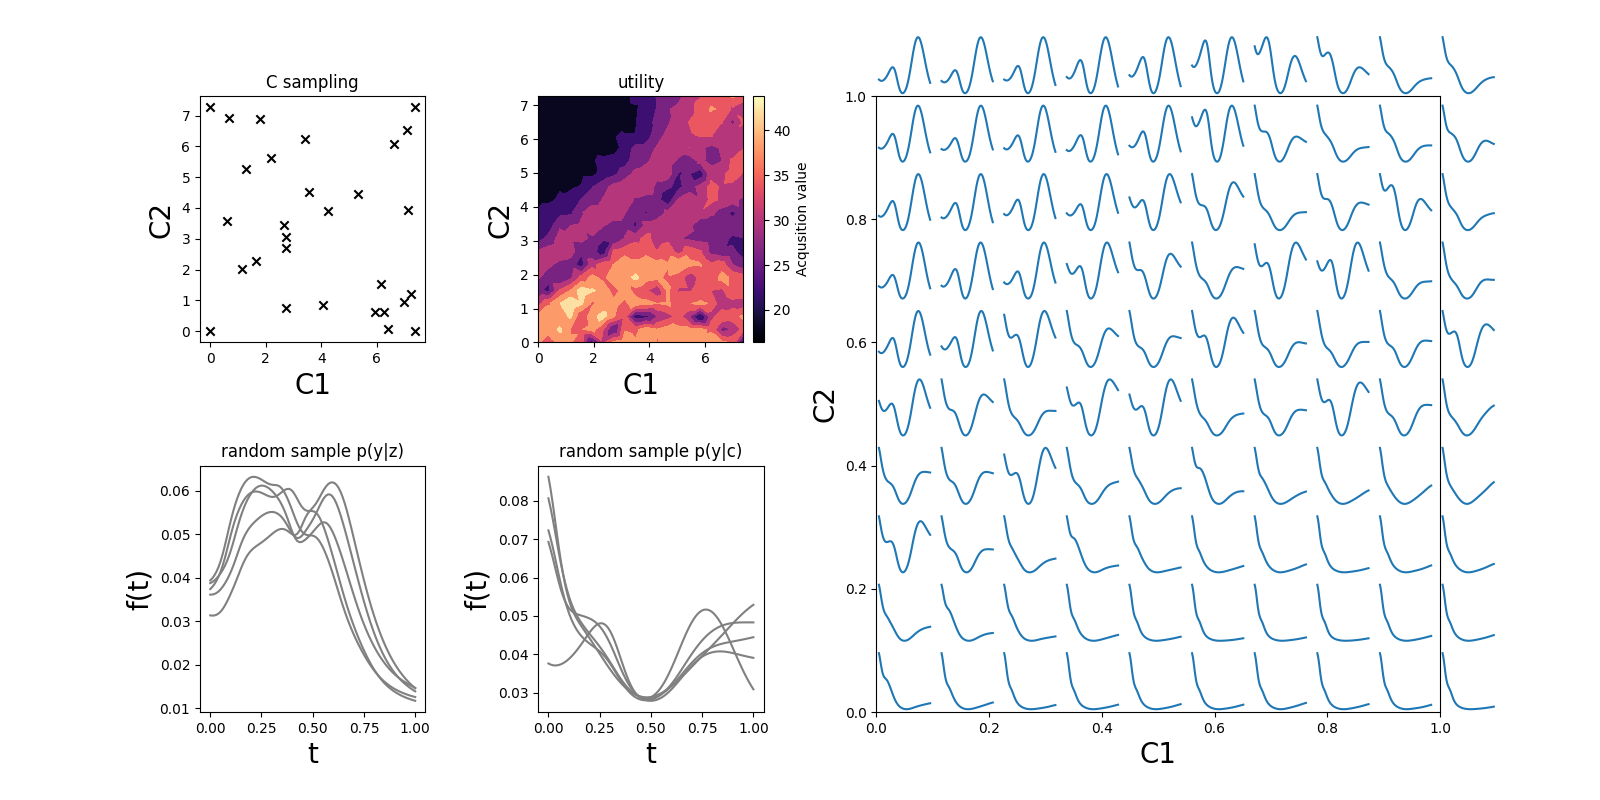 C sampling
7
6
5
4
3
2
1
0
C2
0 2 4 6
C1
utility
7
6
5
4
3
2
1
0
C2
0 2 4 6
C1
40
35
30
25
20
Acqusition value
random sample p(y|z)
0.06
0.05
0.04
0.03
0.02
0.01
f(t)
0.00 0.25 0.50 0.75 1.00
t
random sample p(y|c)
0.08
0.07
0.06
0.05
0.04
0.03
f(t)
0.00 0.25 0.50 0.75 1.00
t
1.0
0.8
0.6
0.4
0.2
0.0
C2
0.0 0.2 0.4 0.6 0.8 1.0
C1